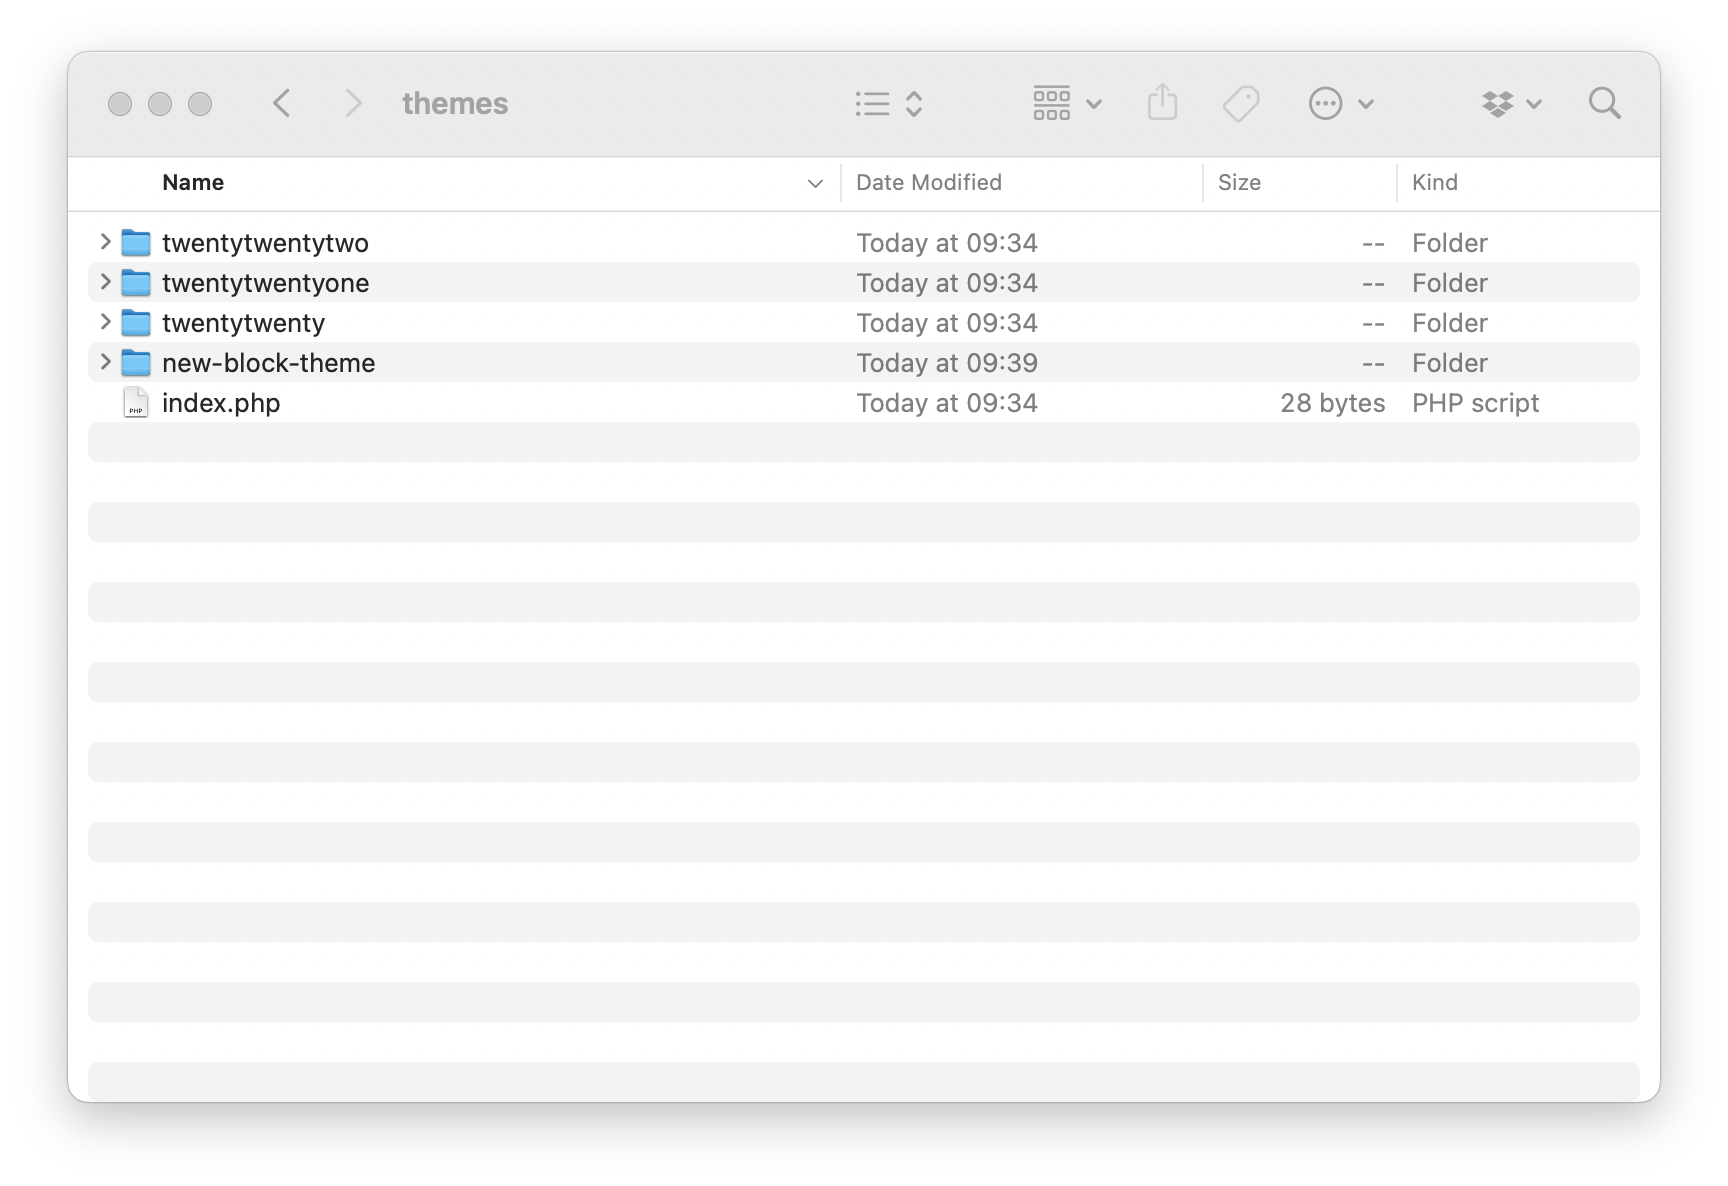 themes
Name Date Modified Size Kind
twentytwentytwo Today at 09:34 -- Folder
twentytwentyone Today at 09:34 -- Folder
twentytwenty Today at 09:34 -- Folder
new-block-theme Today at 09:39 -- Folder
PHP index.php Today at 09:34 28 bytes PHP script